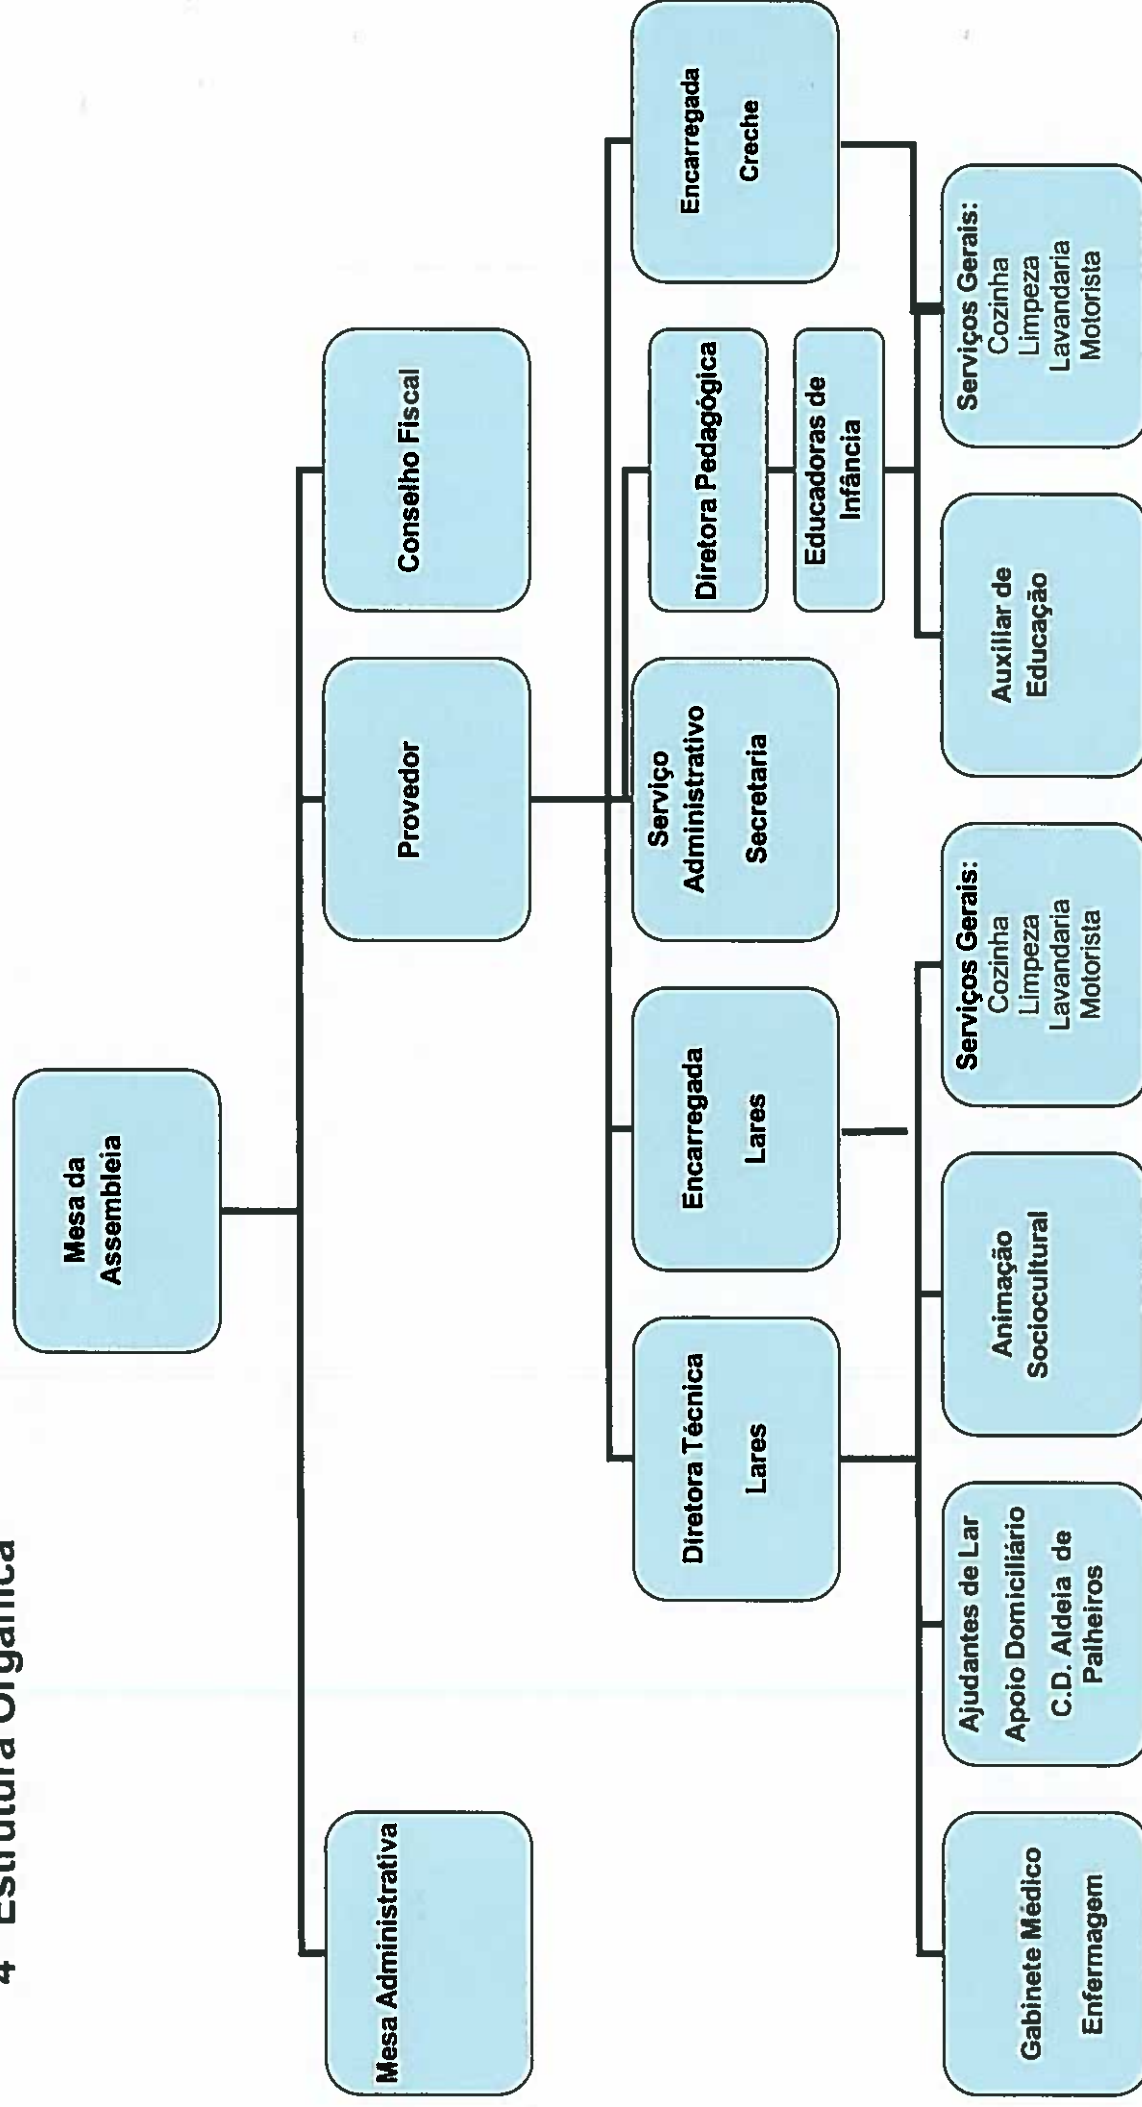 4 Estrutura Orgânica
Mesa da
Assembleia
Mesa Administrativa
Provedor
Conselho Fiscal
Diretora Técnica
Lares
Encarregada
Lares
Serviço
Administrativo
Secretaria
Diretora Pedagógica
Educadoras de
Infância
Encarregada
Creche
Gabinete Médico
Enfermagem
Ajudantes de Lar
Apoio Domiciliário
C.D. Aldeia de
Palheiros
Animação
Sociocultural
Serviços Gerais:
Cozinha
Limpeza
Lavandaria
Motorista
Auxiliar de
Educação
Serviços Gerais:
Cozinha
Limpeza
Lavandaria
Motorista